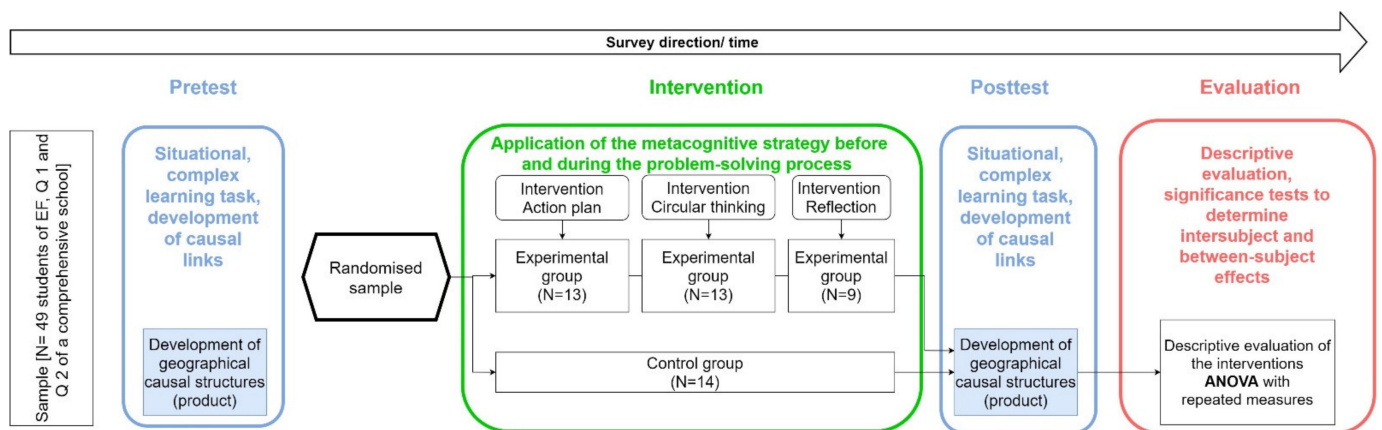 Survey direction/ time
Pretest
Intervention
Posttest
Evaluation
Sample [N= 49 students of EF, Q 1 and
Q 2 of a comprehensive school]
Situational,
complex
learning task,
development
of causal
links
Development of
geographical
causal structures
(product)
Randomised
sample
Application of the metacognitive strategy before
and during the problem-solving process
Intervention
Action plan
Intervention
Circular thinking
Intervention
Reflection
Experimental
group
(N=13)
Experimental
group
(N=13)
Experimental
group
(N=9)
Control group
(N=14)
Situational,
complex
learning task,
development
of causal
links
Development of
geographical
causal structures
(product)
Descriptive
evaluation,
significance tests to
determine
intersubject and
between-subject
effects
Descriptive evaluation of
the interventions
ANOVA with
repeated measures